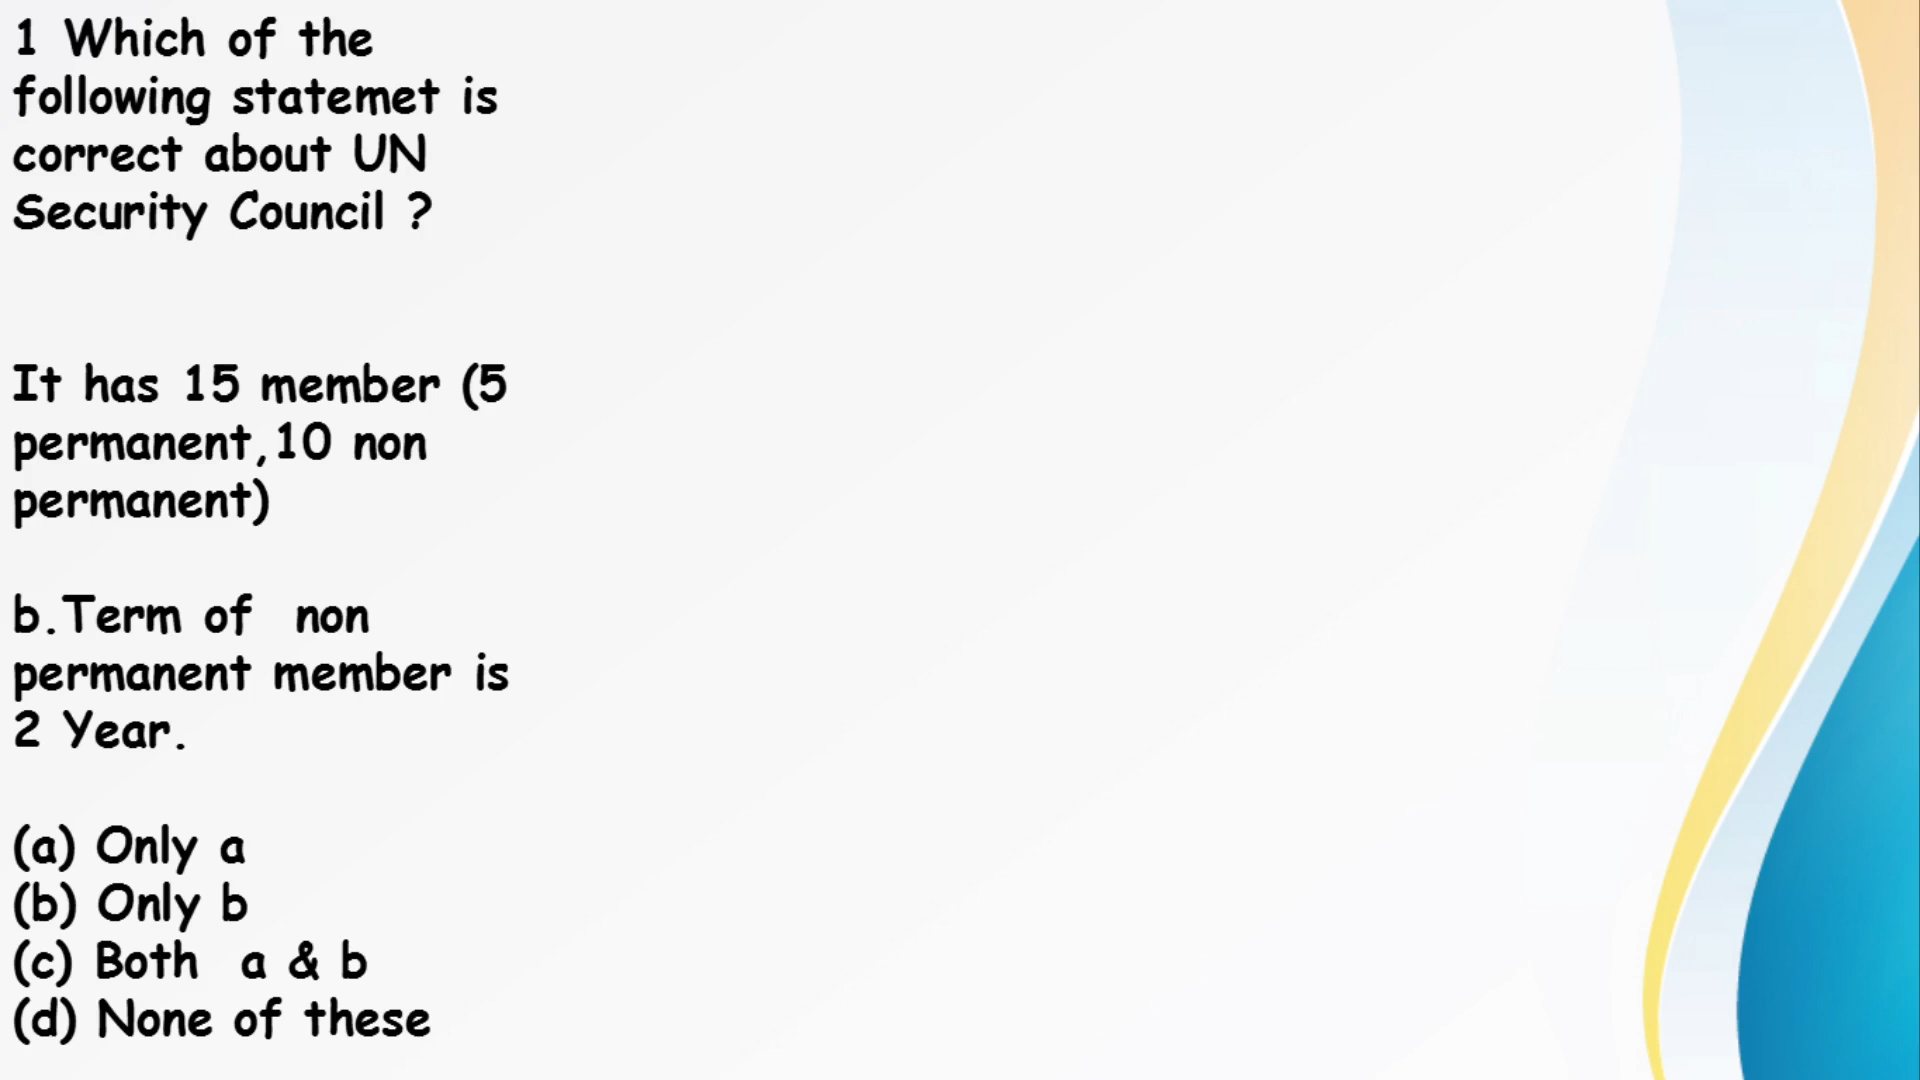 1 Which of the
following statemet is
correct about UN
Security Council ?
It has 15 member (5
permanent,10 non
permanent)
b.Term of non
permanent member is
2 Year.
(a) Only a
(b) Only b
(c) Both a & b
(d) None of these